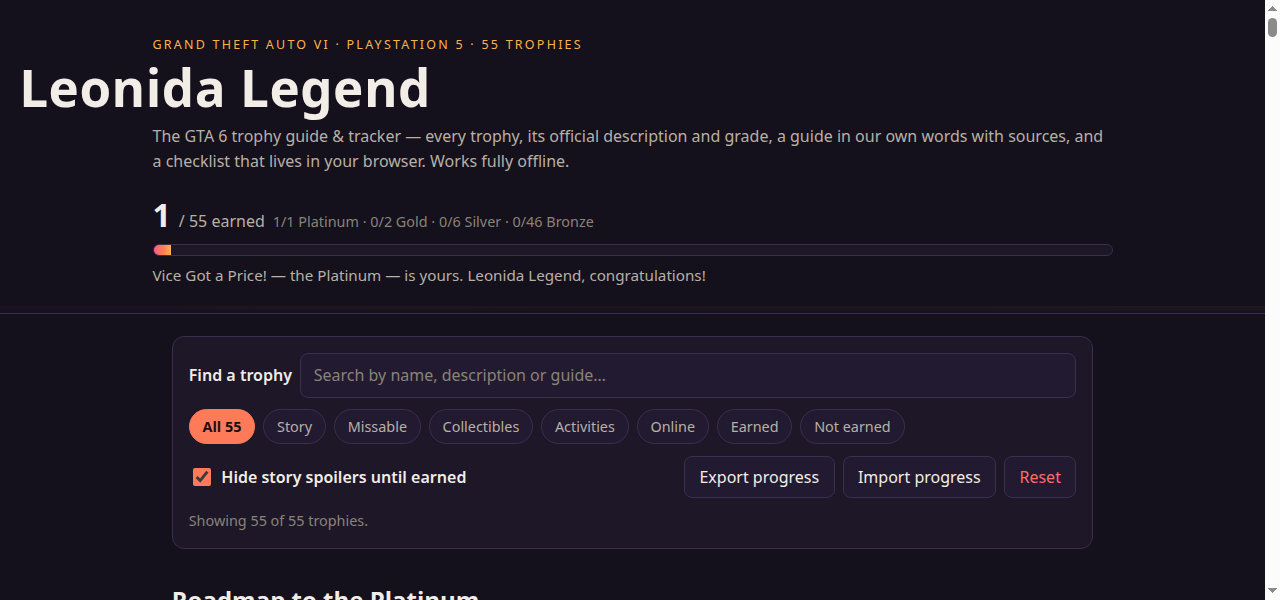 GRAND THEFT AUTO VI · PLAYSTATION 5 · 55 TROPHIES
Leonida Legend
The GTA 6 trophy guide & tracker — every trophy, its official description and grade, a guide in our own words with sources, and
a checklist that lives in your browser. Works fully offline.
1 / 55 earned 1/1 Platinum · 0/2 Gold · 0/6 Silver · 0/46 Bronze
Vice Got a Price! — the Platinum — is yours. Leonida Legend, congratulations!
Find a trophy Search by name, description or guide...
All 55 Story Missable Collectibles Activities Online Earned Not earned
Hide story spoilers until earned Export progress Import progress Reset
Showing 55 of 55 trophies.
Roadmap to the Platinum